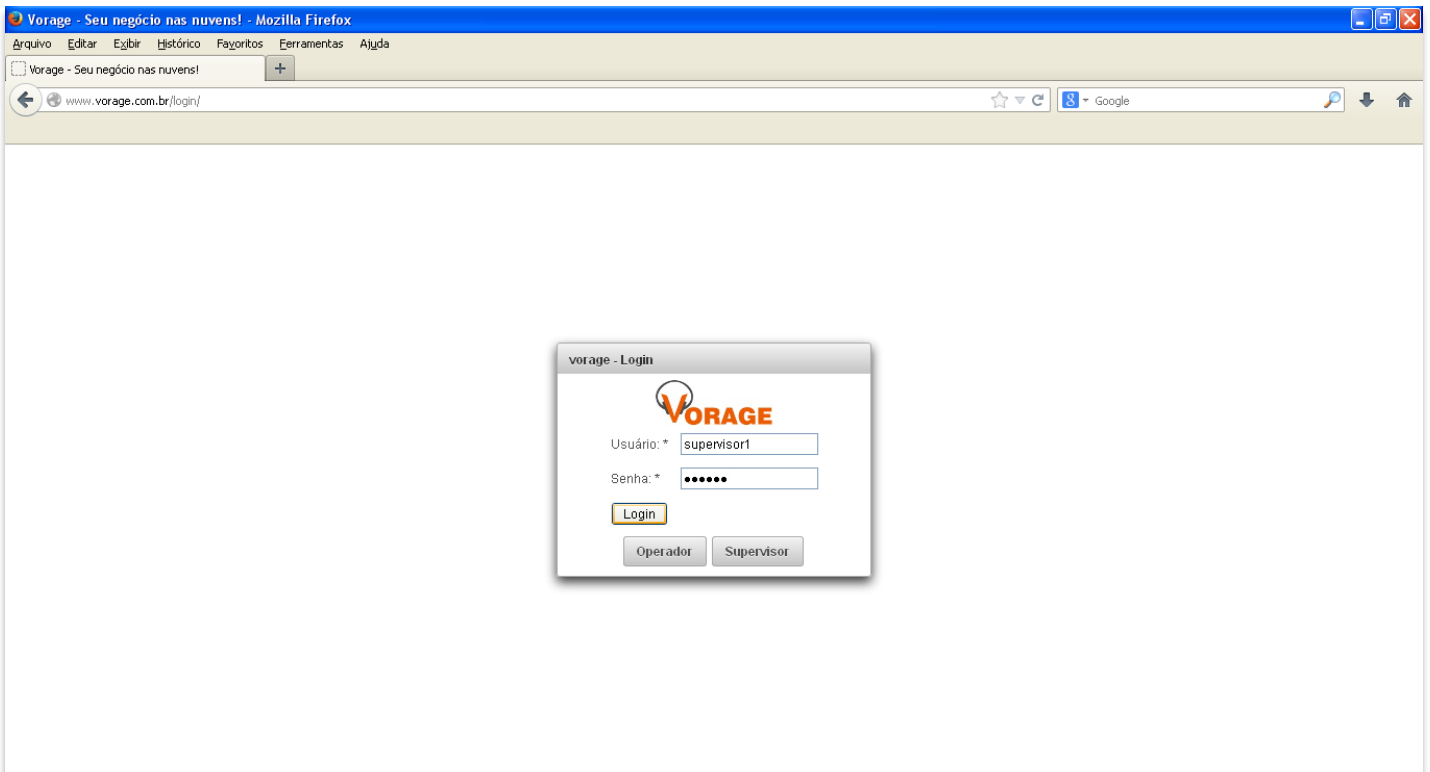 Vorage - Seu negócio nas nuvens! - Mozilla Firefox
Arquivo Editar Exibir Histórico Favoritos Ferramentas Ajuda
Vorage - Seu negócio nas nuvens! +
www.vorage.com.br/login/ 8 Google
vorage - Login
VORAGE
Usuário: * supervisor1
Senha: * ••••••
Login
Operador Supervisor